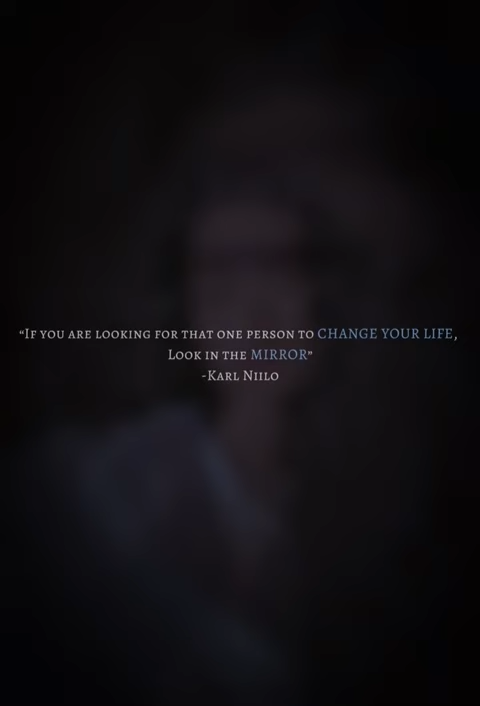 “If you are looking for that one person to CHANGE YOUR LIFE,
Look in the MIRROR”
-Karl Niilo